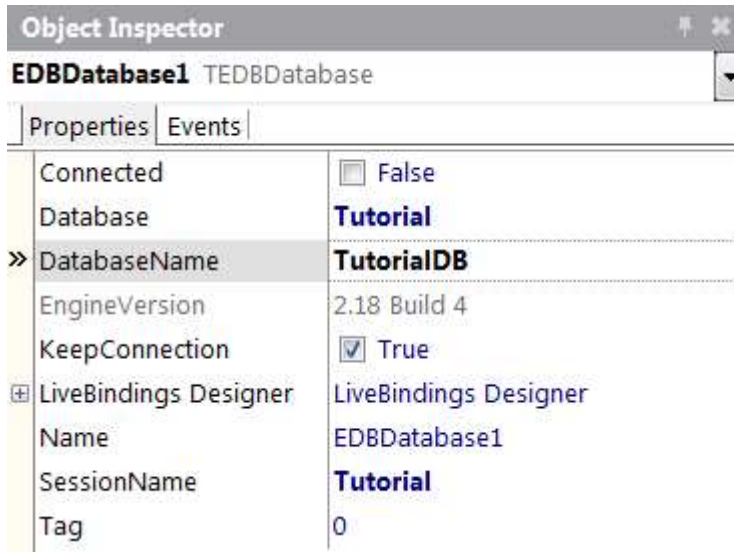 Object Inspector
EDBDatabase1 TEDBDatabase
Properties Events
Connected False
Database Tutorial
» DatabaseName TutorialDB
EngineVersion 2.18 Build 4
KeepConnection True
LiveBindings Designer LiveBindings Designer
Name EDBDatabase1
SessionName Tutorial
Tag 0